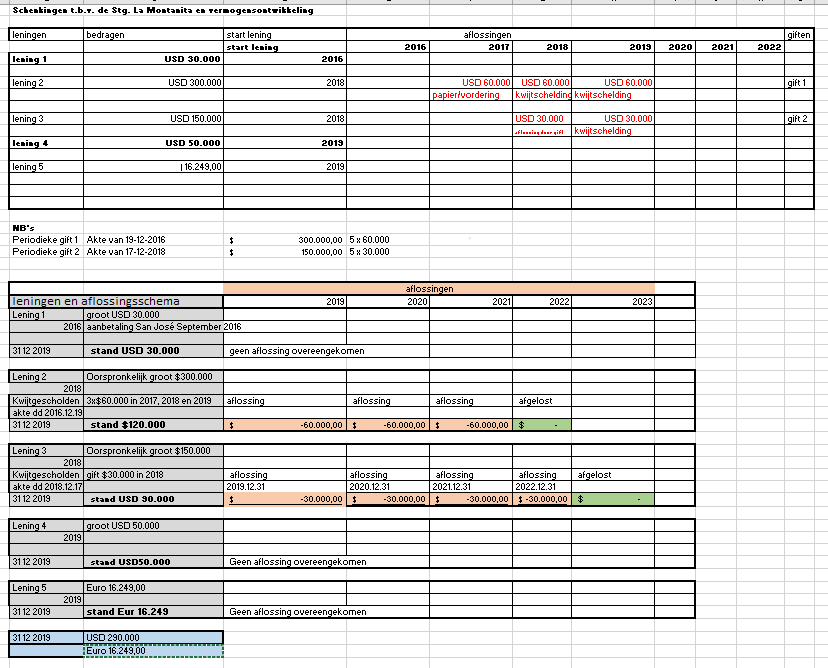 Schenkingen t.b.v. de Stg. La Montanita en vermogensontwikkeling
leningen bedragen start lening aflossingen giften
start lening 2016 2017 2018 2019 2020 2021 2022
lening 1 USD 30.000 2016
lening 2 USD 300.000 2018 USD 60.000 USD 60.000 USD 60.000 gift 1
papier/vordering kwijtschelding kwijtschelding
lening 3 USD 150.000 2018 USD 30.000 USD 30.000 gift 2
aflossing door gift kwijtschelding
lening 4 USD 50.000 2019
lening 5 16.249,00 2019
NB's
Periodieke gift 1 Akte van 19-12-2016 $ 300.000,00 5 x 60.000
Periodieke gift 2 Akte van 17-12-2018 $ 150.000,00 5 x 30.000
aflossingen
leningen en aflossingsschema 2019 2020 2021 2022 2023
Lening 1 groot USD 30.000
2016 aanbetaling San José September 2016
31 12 2019 stand USD 30.000 geen aflossing overeengekomen
Lening 2 Oorspronkelijk groot $300.000
2018
Kwijtgescholden 3x$60.000 in 2017, 2018 en 2019 aflossing aflossing aflossing afgelost
akte dd 2016.12.19
31 12 2019 stand $120.000 $ -60.000,00 $ -60.000,00 $ -60.000,00 $ -
Lening 3 Oorspronkelijk groot $150.000
2018
Kwijtgescholden gift $30.000 in 2018 aflossing aflossing aflossing aflossing afgelost
akte dd 2018.12.17 2019.12.31 2020.12.31 2021.12.31 2022.12.31
31 12 2019 stand USD 90.000 $ -30.000,00 $ -30.000,00 $ -30.000,00 $ -30.000,00 $ -
Lening 4 groot USD 50.000
2019
31 12 2019 stand USD50.000 Geen aflossing overeengekomen
Lening 5 Euro 16.249,00
2019
31 12 2019 stand Eur 16.249 Geen aflossing overeengekomen
31 12 2019 USD 290.000
Euro 16.249,00